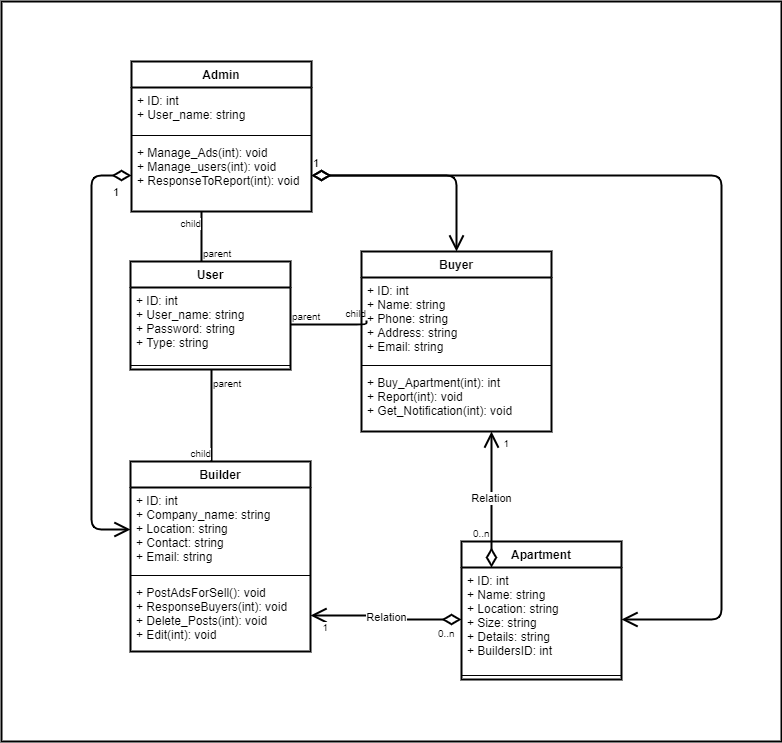 Admin
+ ID: int
+ User_name: string
+ Manage_Ads(int): void
+ Manage_users(int): void
+ ResponseToReport(int): void
1
1
child
parent
User
+ ID: int
+ User_name: string
+ Password: string
+ Type: string
parent
child
parent
child
Buyer
+ ID: int
+ Name: string
+ Phone: string
+ Address: string
+ Email: string
+ Buy_Apartment(int): int
+ Report(int): void
+ Get_Notification(int): void
1
Relation
0..n
Builder
+ ID: int
+ Company_name: string
+ Location: string
+ Contact: string
+ Email: string
+ PostAdsForSell(): void
+ ResponseBuyers(int): void
+ Delete_Posts(int): void
+ Edit(int): void
1
Relation
0..n
Apartment
+ ID: int
+ Name: string
+ Location: string
+ Size: string
+ Details: string
+ BuildersID: int